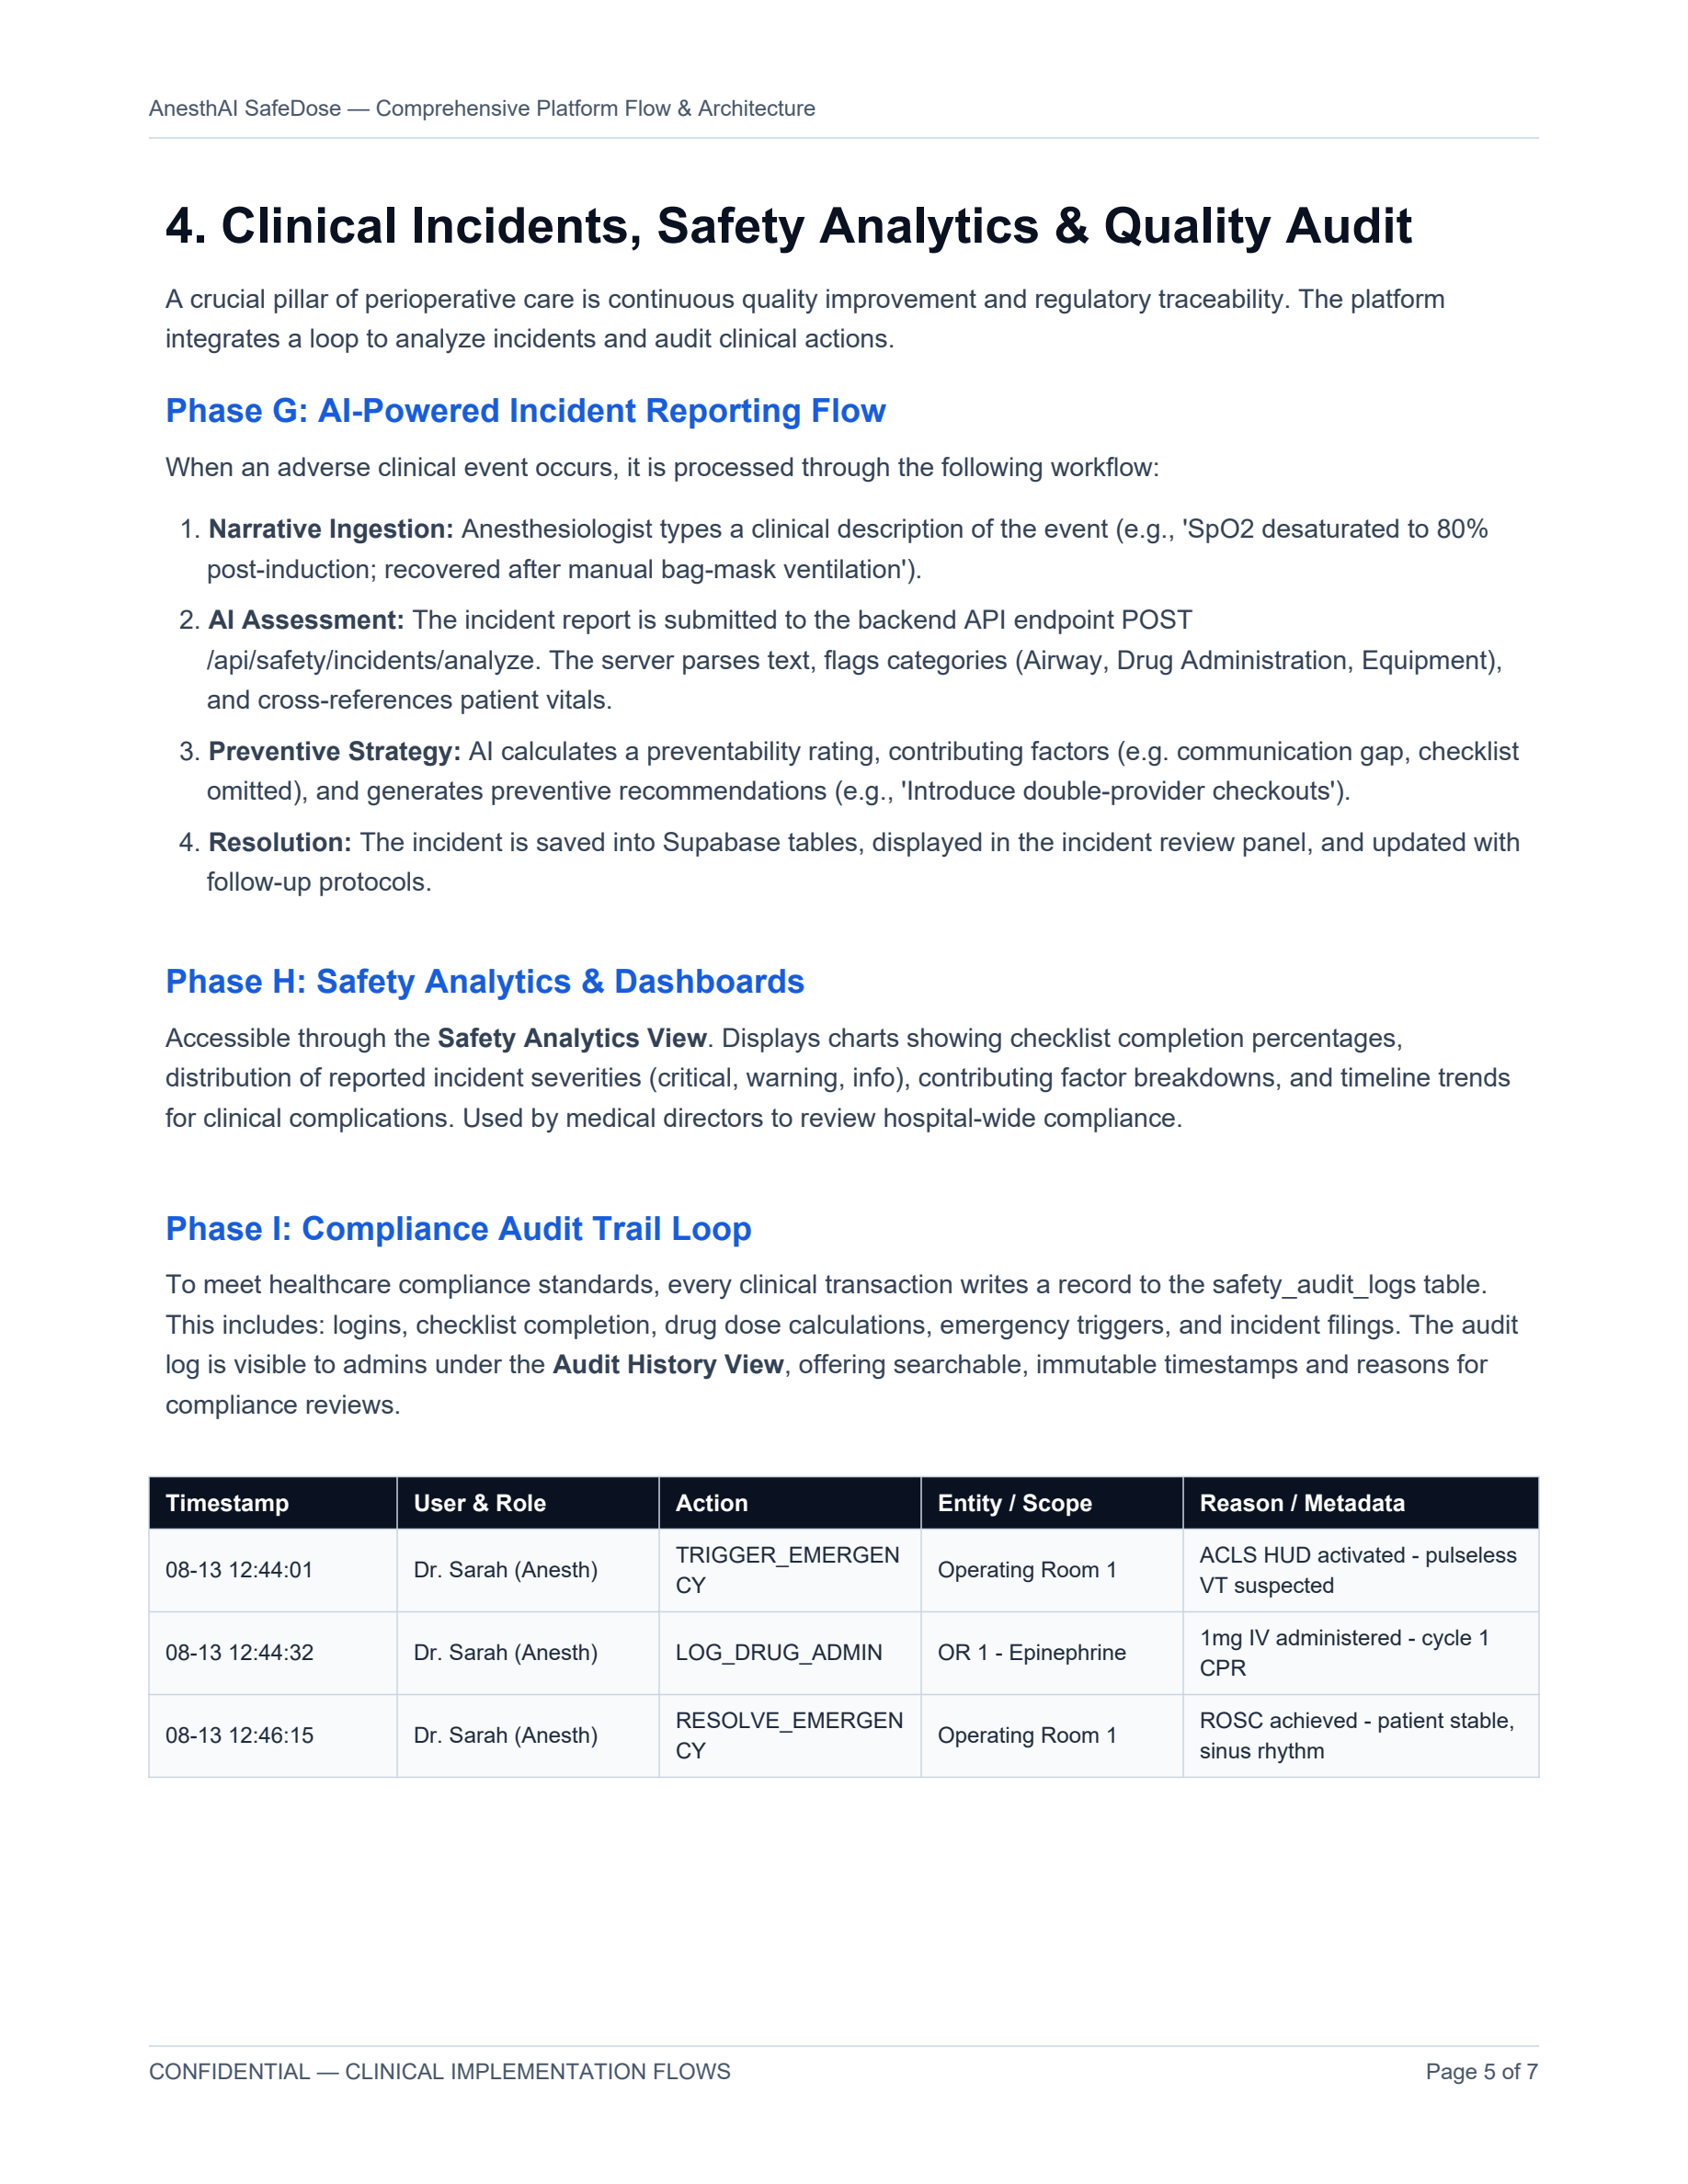 AnesthAI SafeDose — Comprehensive Platform Flow & Architecture
4. Clinical Incidents, Safety Analytics & Quality Audit
A crucial pillar of perioperative care is continuous quality improvement and regulatory traceability. The platform
integrates a loop to analyze incidents and audit clinical actions.
Phase G: AI-Powered Incident Reporting Flow
When an adverse clinical event occurs, it is processed through the following workflow:
1. Narrative Ingestion: Anesthesiologist types a clinical description of the event (e.g., 'SpO2 desaturated to 80%
post-induction; recovered after manual bag-mask ventilation').
2. AI Assessment: The incident report is submitted to the backend API endpoint POST
/api/safety/incidents/analyze. The server parses text, flags categories (Airway, Drug Administration, Equipment),
and cross-references patient vitals.
3. Preventive Strategy: AI calculates a preventability rating, contributing factors (e.g. communication gap, checklist
omitted), and generates preventive recommendations (e.g., 'Introduce double-provider checkouts').
4. Resolution: The incident is saved into Supabase tables, displayed in the incident review panel, and updated with
follow-up protocols.
Phase H: Safety Analytics & Dashboards
Accessible through the Safety Analytics View. Displays charts showing checklist completion percentages,
distribution of reported incident severities (critical, warning, info), contributing factor breakdowns, and timeline trends
for clinical complications. Used by medical directors to review hospital-wide compliance.
Phase I: Compliance Audit Trail Loop
To meet healthcare compliance standards, every clinical transaction writes a record to the safety_audit_logs table.
This includes: logins, checklist completion, drug dose calculations, emergency triggers, and incident filings. The audit
log is visible to admins under the Audit History View, offering searchable, immutable timestamps and reasons for
compliance reviews.
Timestamp User & Role Action Entity / Scope Reason / Metadata
08-13 12:44:01 Dr. Sarah (Anesth) TRIGGER_EMERGEN Operating Room 1 ACLS HUD activated - pulseless
CY VT suspected
08-13 12:44:32 Dr. Sarah (Anesth) LOG_DRUG_ADMIN OR 1 - Epinephrine 1mg IV administered - cycle 1
CPR
08-13 12:46:15 Dr. Sarah (Anesth) RESOLVE_EMERGEN Operating Room 1 ROSC achieved - patient stable,
CY sinus rhythm
CONFIDENTIAL — CLINICAL IMPLEMENTATION FLOWS Page 5 of 7